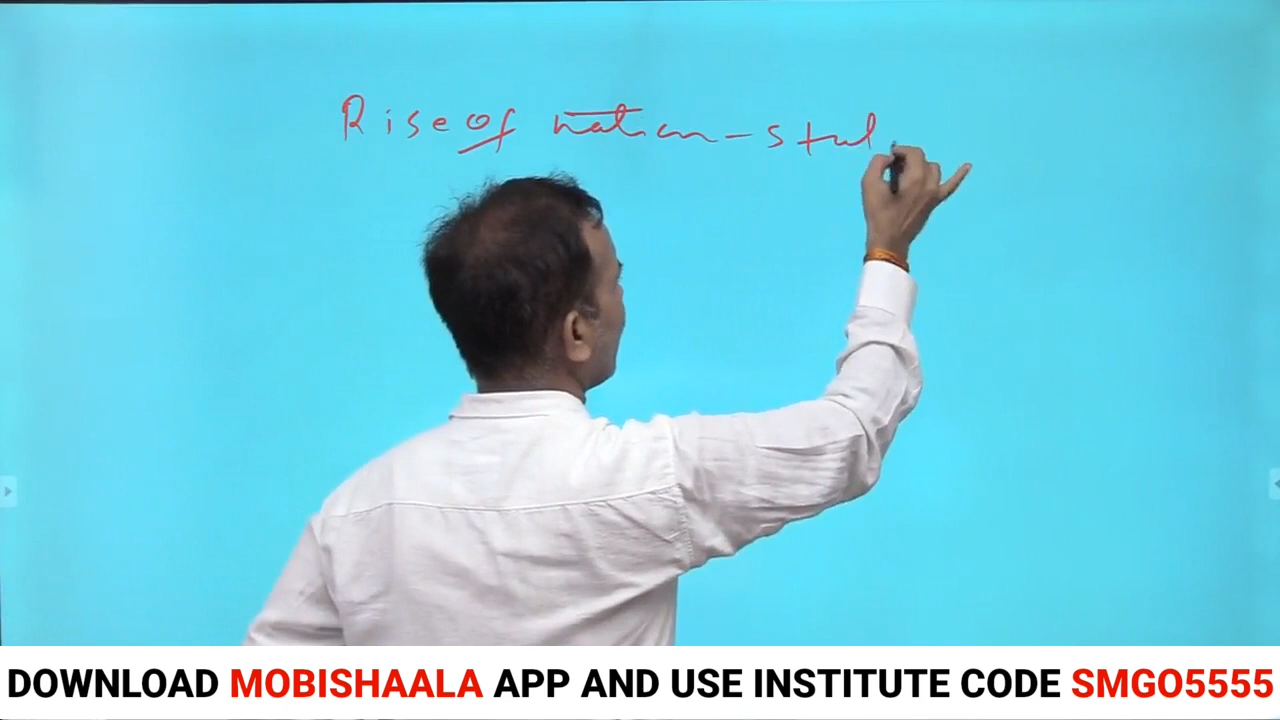 Rise of nation-stat
DOWNLOAD MOBISHAALA APP AND USE INSTITUTE CODE SMGO5555